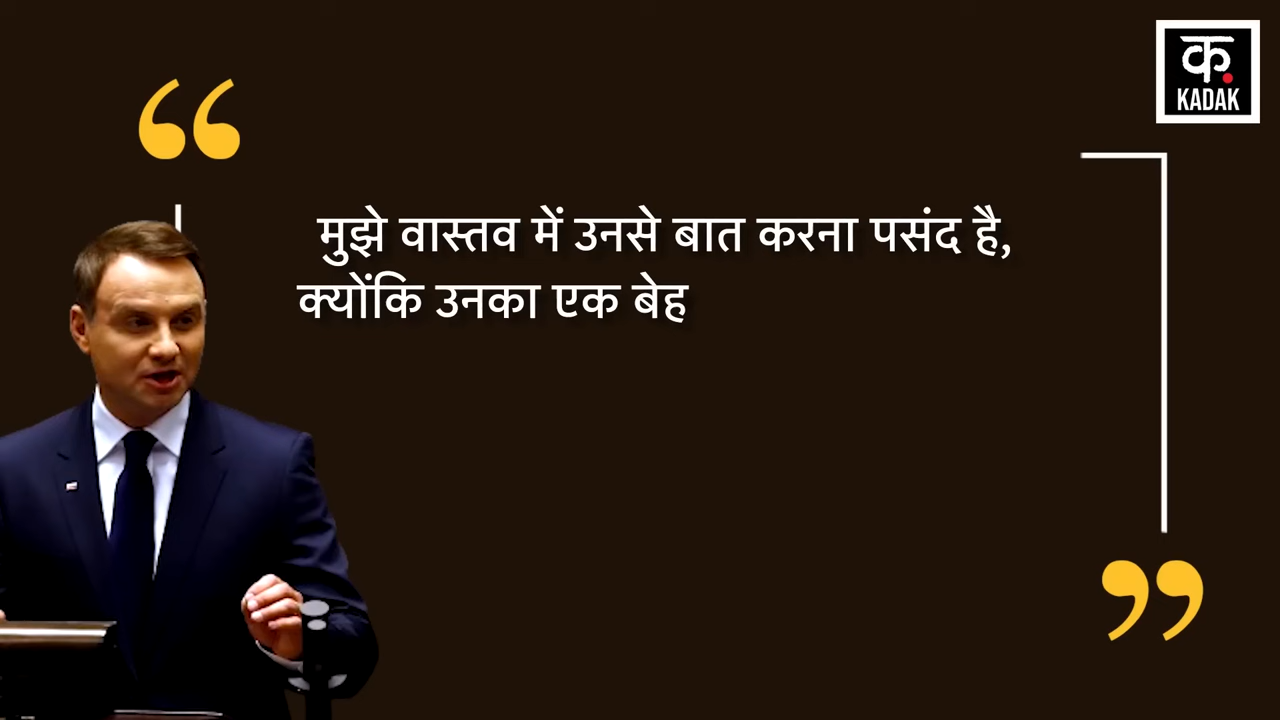 क
KADAK
मुझे वास्तव में उनसे बात करना पसंद है,
क्योंकि उनका एक बेह